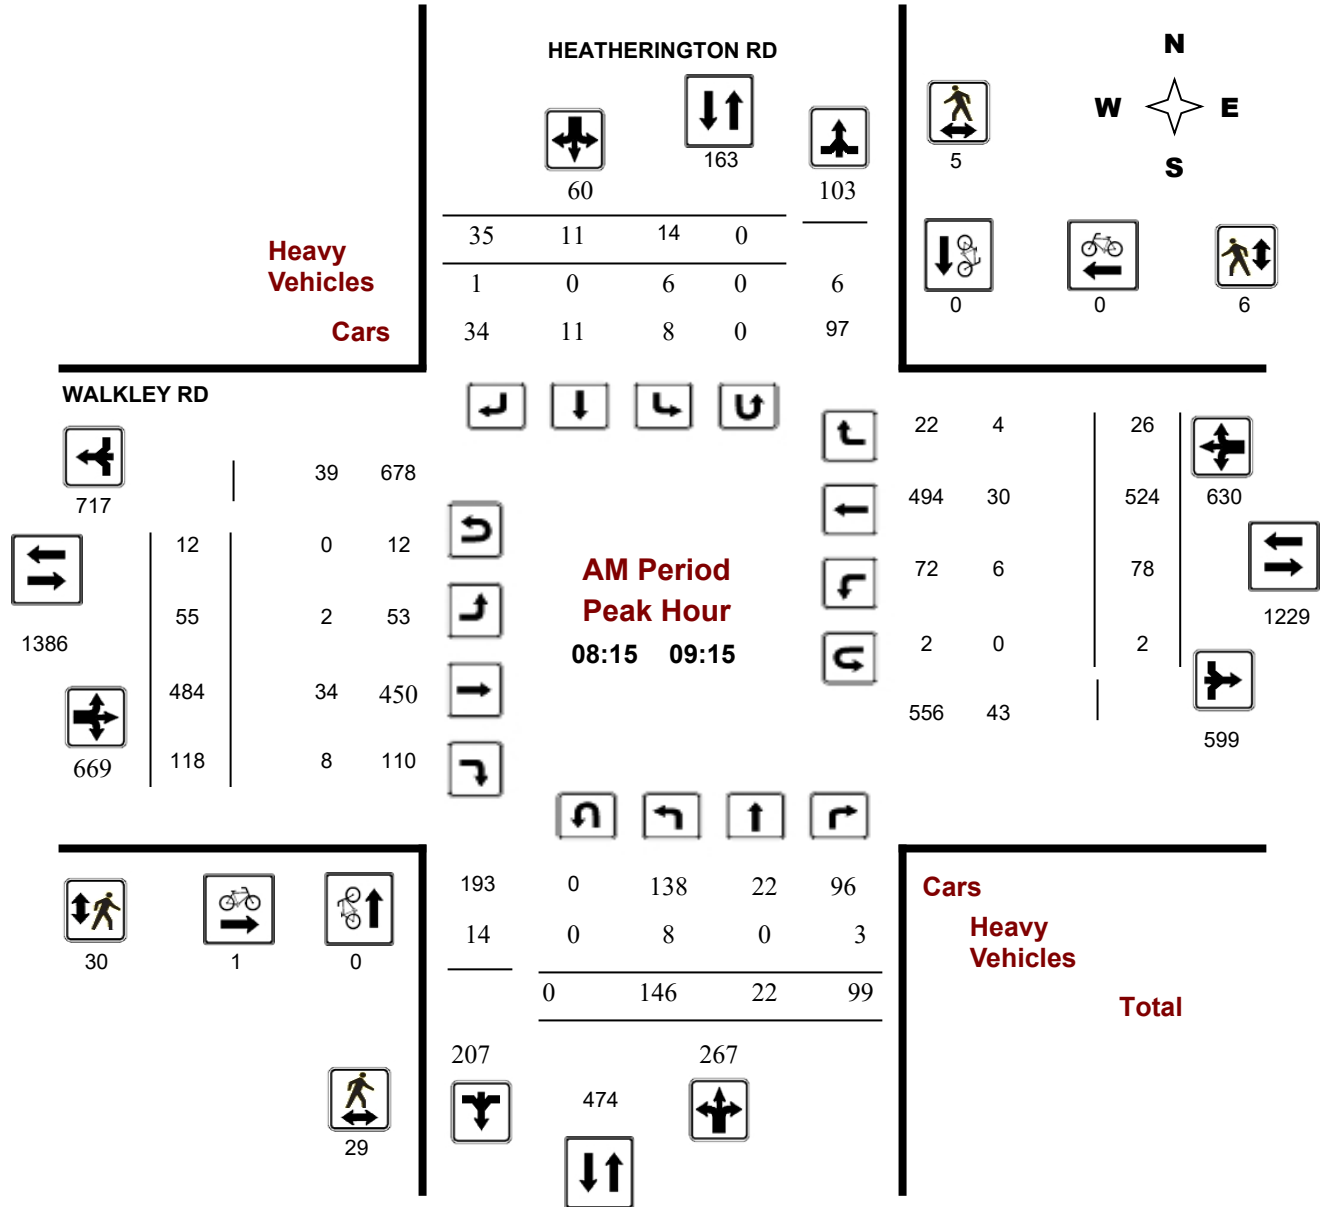 HEATHERINGTON RD
N
W E
S
163
5
60 103
35 11 14 0
Heavy
Vehicles
1 0 6 0 6
Cars
34 11 8 0 97
0 0 6
WALKLEY RD
717
39 678
12 0 12
55 2 53
1386
484 34 450
669
118 8 110
AM Period
Peak Hour
08:15 09:15
22 4 26
494 30 524
630
72 6 78
1229
2 0 2
556 43
599
193 0 138 22 96
14 0 8 0 3
0 146 22 99
Cars
Heavy
Vehicles
Total
30 1 0
207 267
474
29